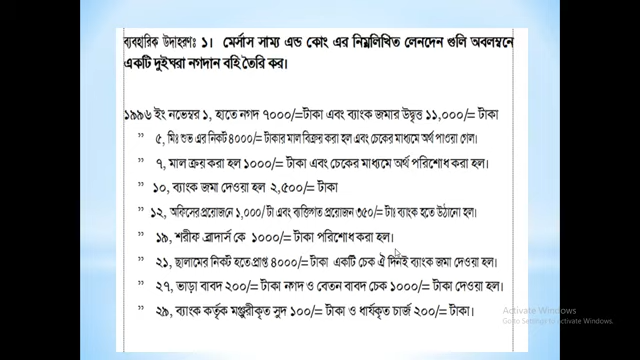 ব্যবহারিক উদাহরণঃ ১। মের্সাস সাম্য এন্ড কোং এর নিম্নলিখিত লেনদেন গুলি অবলম্বনে
একটি দুইঘরা নগদান বহি তৈরি কর।
১৯৯৬ ইং নভেম্বর ১, হাতে নগদ ৭০০০/=টাকা এবং ব্যাংক জমার উদ্বৃত্ত ১১,০০০/= টাকা
” ৫, মিঃ শুভ এর নিকট ৪০০০/= টাকার মাল বিক্রয় করা হল এবং চেকের মাধ্যমে অর্থ পাওয়া গেল।
” ৭, মাল ক্রয় করা হল ১০০০/= টাকা এবং চেকের মাধ্যমে অর্থ পরিশোধ করা হল।
” ১০, ব্যাংক জমা দেওয়া হল ২,৫০০/= টাকা
” ১২, অফিসের প্রয়োজনে ১,০০০/ টা এবং ব্যক্তিগত প্রয়োজন ৩৫০/= টাঃ ব্যাংক হতে উঠানো হল।
” ১৯, শরীফ ব্রাদার্স কে ১০০০/= টাকা পরিশোধ করা হল।
” ২১, ছালামের নিকট হতে প্রাপ্ত ৪০০০/= টাকা একটি চেক ঐ দিনই ব্যাংক জমা দেওয়া হল।
” ২৭, ভাড়া বাবদ ২০০/= টাকা নগদ ও বেতন বাবদ চেক ১০০০/= টাকা দেওয়া হল।
” ২৯, ব্যাংক কর্তৃক মঞ্জুরীকৃত সুদ ১০০/= টাকা ও ধার্যকৃত চার্জ ২০০/= টাকা।
Activate Windows
Go to Settings to activate Windows.